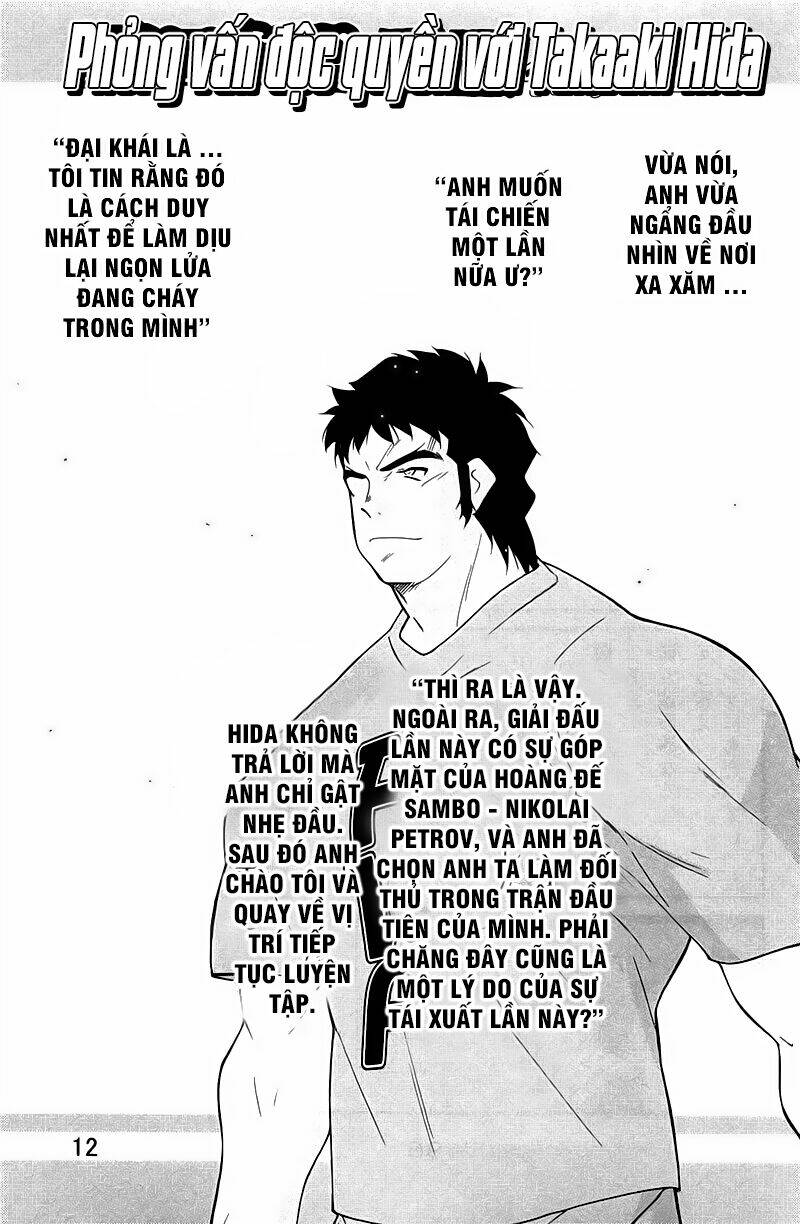 Phỏng vấn độc quyền với Takaaki Hida
VỪA NÓI,
ANH VỪA
NGẨNG ĐẦU
NHÌN VỀ NƠI
XA XĂM ...
“ANH MUỐN
TÁI CHIẾN
MỘT LẦN
NỮA Ư?”
“ĐẠI KHÁI LÀ ...
TÔI TIN RẰNG ĐÓ
LÀ CÁCH DUY
NHẤT ĐỂ LÀM DỊU
LẠI NGỌN LỬA
ĐANG CHÁY
TRONG MÌNH”
“THÌ RA LÀ VẬY.
NGOÀI RA, GIẢI ĐẤU
LẦN NÀY CÓ SỰ GÓP
MẶT CỦA HOÀNG ĐẾ
SAMBO - NIKOLAI
PETROV, VÀ ANH ĐÃ
CHỌN ANH TA LÀM ĐỐI
THỦ TRONG TRẬN ĐẦU
TIÊN CỦA MÌNH. PHẢI
CHĂNG ĐÂY CŨNG LÀ
MỘT LÝ DO CỦA SỰ
TÁI XUẤT LẦN NÀY?”
HIDA KHÔNG
TRẢ LỜI MÀ
ANH CHỈ GẬT
NHẸ ĐẦU.
SAU ĐÓ ANH
CHÀO TÔI VÀ
QUAY VỀ VỊ
TRÍ TIẾP
TỤC LUYỆN
TẬP.
12